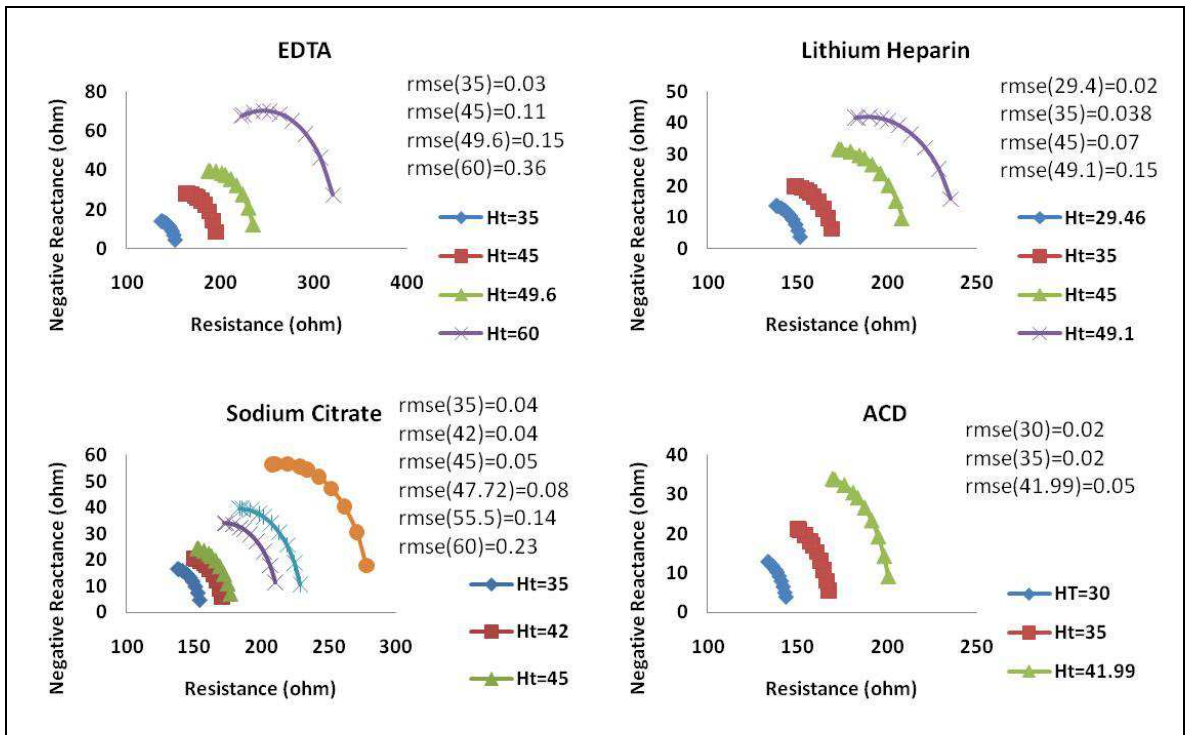 EDTA
rmse(35)=0.03
rmse(45)=0.11
rmse(49.6)=0.15
rmse(60)=0.36
Negative Reactance (ohm)
80
60
40
20
0
100 200 300 400
Resistance (ohm)
Ht=35
Ht=45
Ht=49.6
Ht=60
Lithium Heparin
rmse(29.4)=0.02
rmse(35)=0.038
rmse(45)=0.07
rmse(49.1)=0.15
Negative Reactance (ohm)
50
40
30
20
10
0
100 150 200 250
Resistance (ohm)
Ht=29.46
Ht=35
Ht=45
Ht=49.1
Sodium Citrate
rmse(35)=0.04
rmse(42)=0.04
rmse(45)=0.05
rmse(47.72)=0.08
rmse(55.5)=0.14
rmse(60)=0.23
Negative Reactance (ohm)
60
50
40
30
20
10
0
100 150 200 250 300
Resistance (ohm)
Ht=35
Ht=42
Ht=45
ACD
rmse(30)=0.02
rmse(35)=0.02
rmse(41.99)=0.05
Negative Reactance (ohm)
40
30
20
10
0
100 150 200 250
Resistance (ohm)
HT=30
Ht=35
Ht=41.99